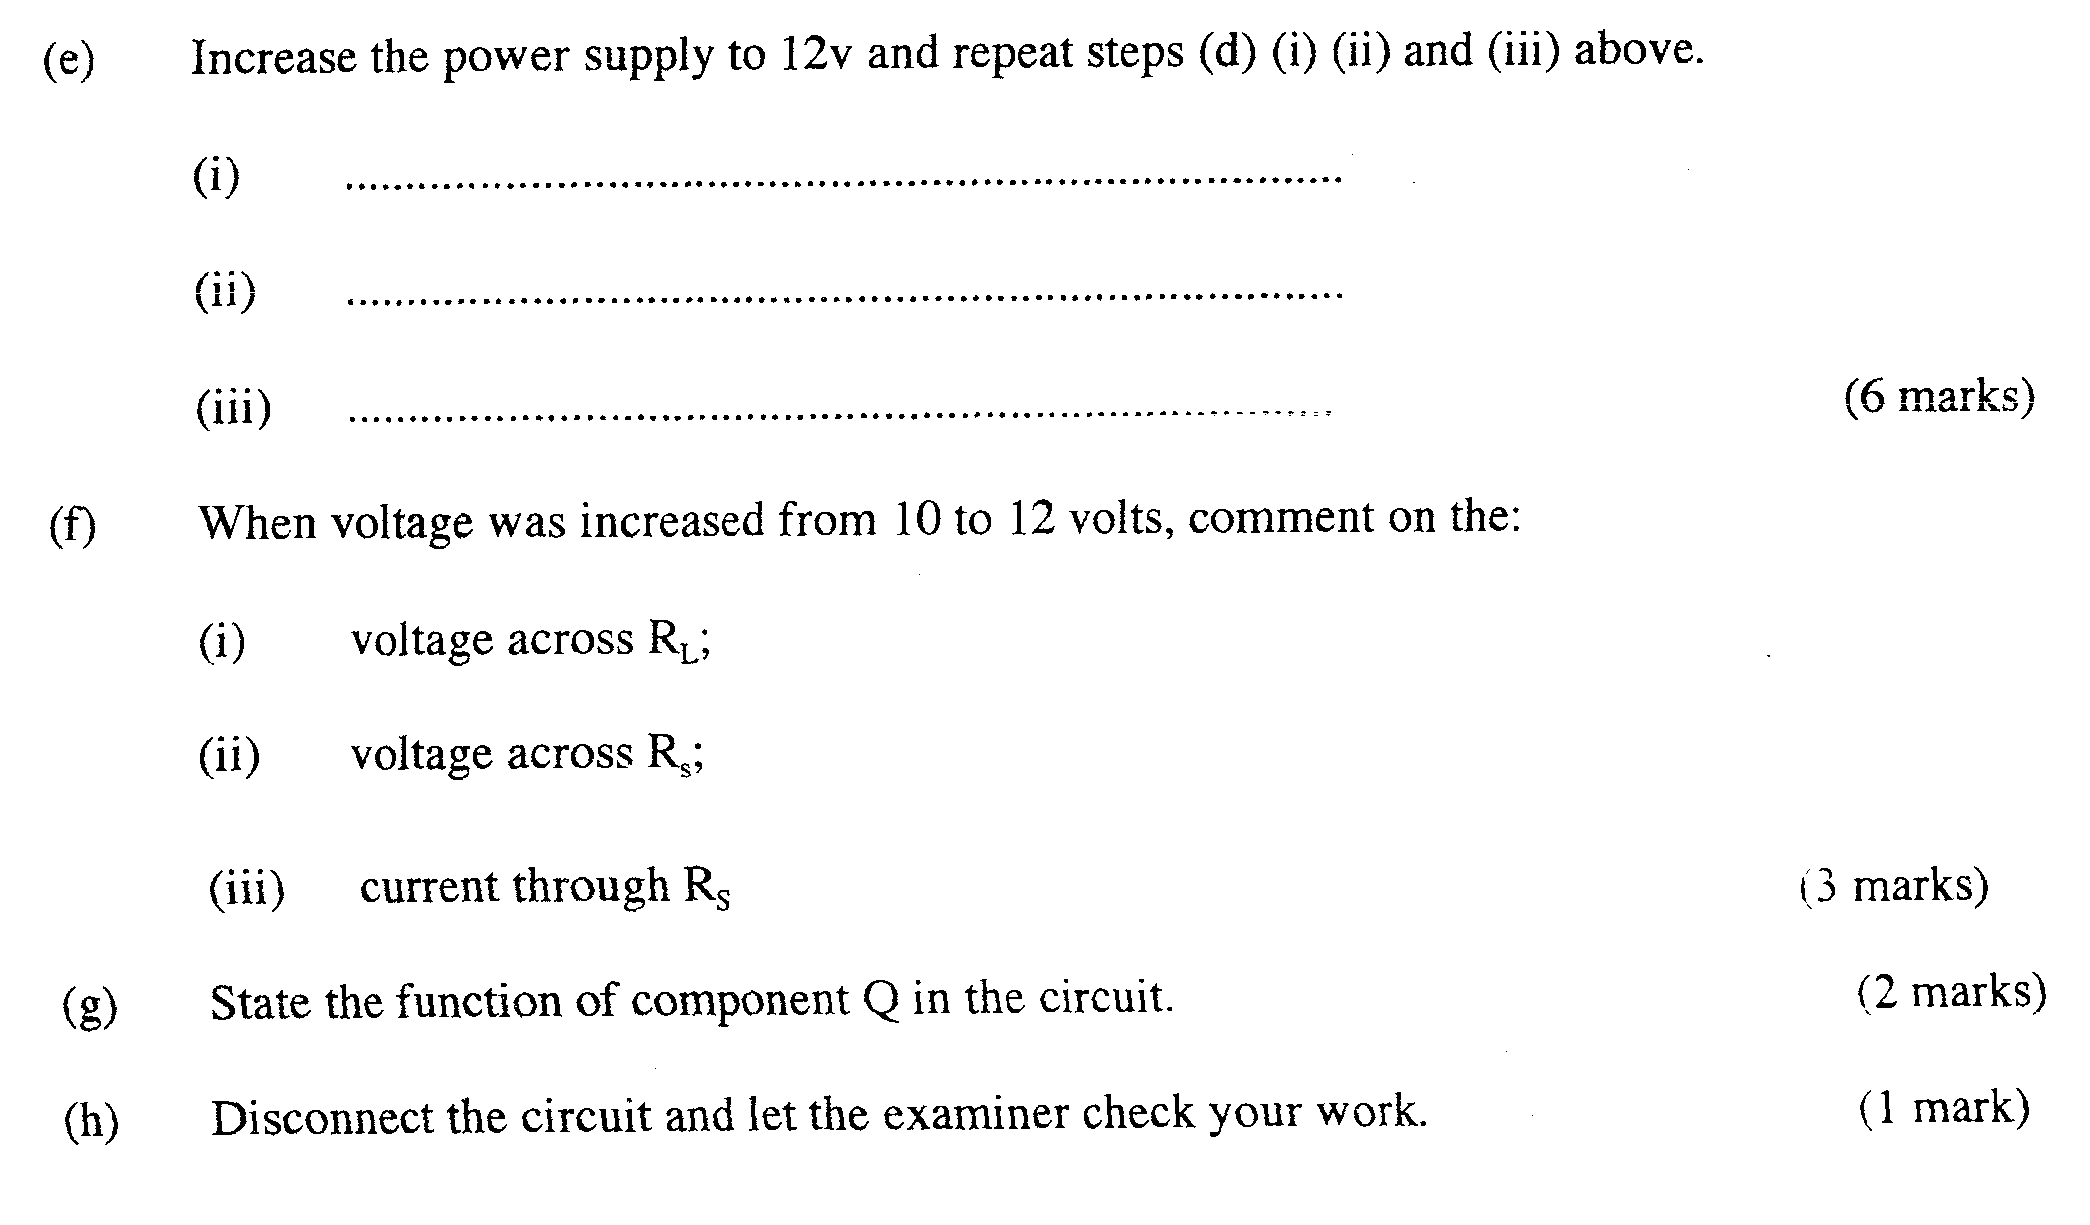 (e) Increase the power supply to 12v and repeat steps (d) (i) (ii) and (iii) above.
(i) ................................................................................
(ii) ................................................................................
(iii) ................................................................................ (6 marks)
(f) When voltage was increased from 10 to 12 volts, comment on the:
(i) voltage across R_L;
(ii) voltage across R_s;
(iii) current through R_S (3 marks)
(g) State the function of component Q in the circuit. (2 marks)
(h) Disconnect the circuit and let the examiner check your work. (1 mark)